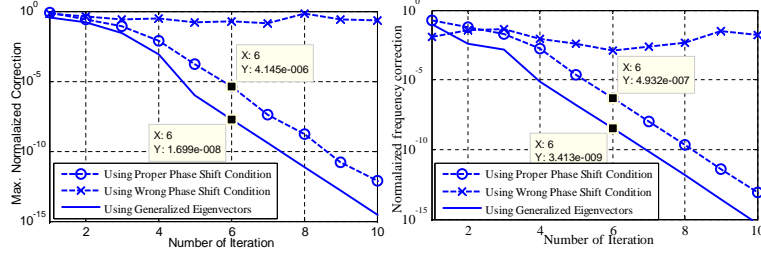 Max. Normalaized Correction
10^0
10^-5
10^-10
10^-15
X: 6
Y: 4.145e-006
X: 6
Y: 1.699e-008
Using Proper Phase Shift Condition
Using Wrong Phase Shift Condition
Using Generalized Eigenvectors
2
4
6
8
10
Number of Iteration
Normalaized frequency correction
10^0
10^-5
10^-10
10^-15
X: 6
Y: 4.932e-007
X: 6
Y: 3.413e-009
Using Proper Phase Shift Condition
Using Wrong Phase Shift Condition
Using Generalized Eigenvectors
2
4
6
8
10
Number of Iteration